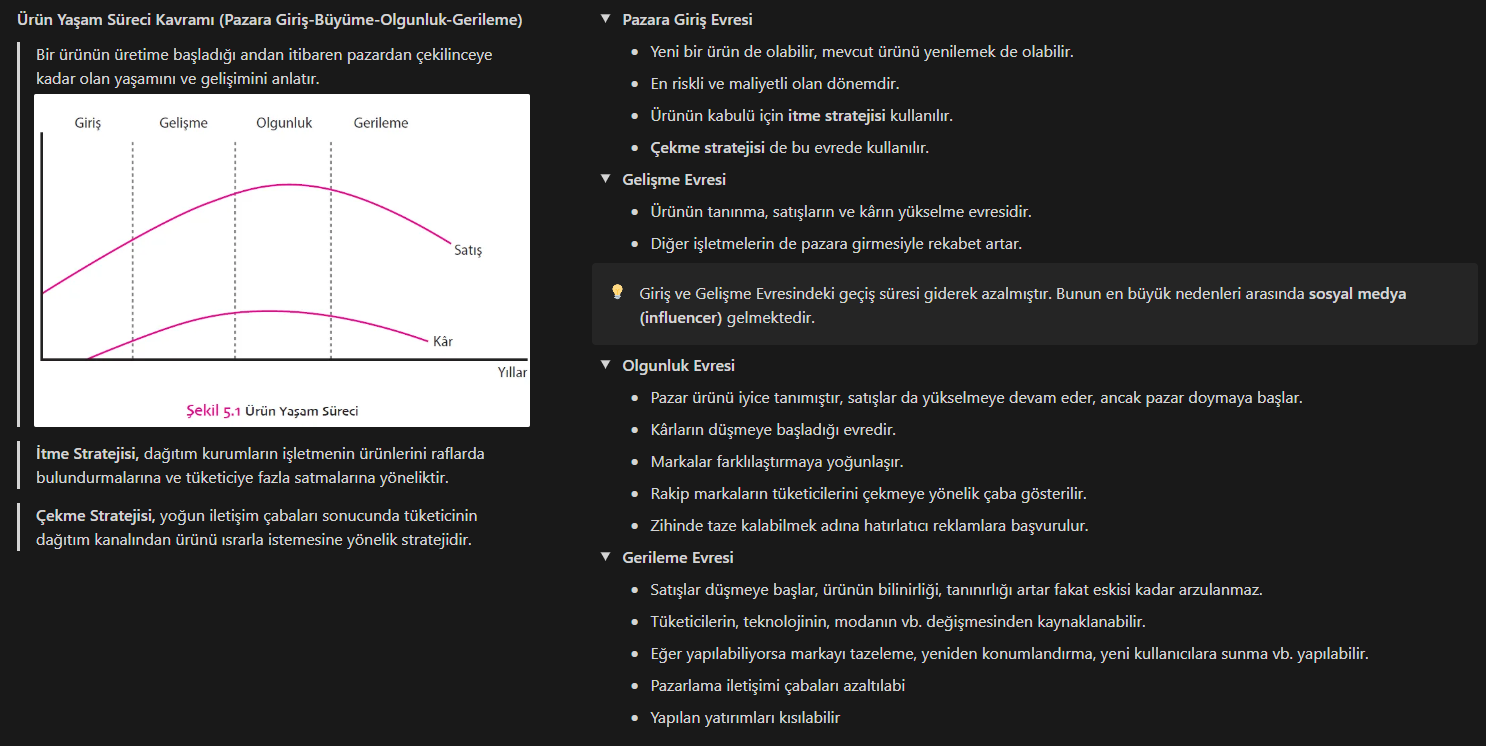 Ürün Yaşam Süreci Kavramı (Pazara Giriş-Büyüme-Olgunluk-Gerileme)
Bir ürünün üretime başladığı andan itibaren pazardan çekilinceye
kadar olan yaşamını ve gelişimini anlatır.
Giriş Gelişme Olgunluk Gerileme
Satış
Kâr
Yıllar
Şekil 5.1 Ürün Yaşam Süreci
İtme Stratejisi, dağıtım kurumların işletmenin ürünlerini raflarda
bulundurmalarına ve tüketiciye fazla satmalarına yöneliktir.
Çekme Stratejisi, yoğun iletişim çabaları sonucunda tüketicinin
dağıtım kanalından ürünü ısrarla istemesine yönelik stratejidir.
Pazara Giriş Evresi
Yeni bir ürün de olabilir, mevcut ürünü yenilemek de olabilir.
En riskli ve maliyetli olan dönemdir.
Ürünün kabulü için itme stratejisi kullanılır.
Çekme stratejisi de bu evrede kullanılır.
Gelişme Evresi
Ürünün tanınma, satışların ve kârın yükselme evresidir.
Diğer işletmelerin de pazara girmesiyle rekabet artar.
Giriş ve Gelişme Evresindeki geçiş süresi giderek azalmıştır. Bunun en büyük nedenleri arasında sosyal medya
(influencer) gelmektedir.
Olgunluk Evresi
Pazar ürünü iyice tanımıştır, satışlar da yükselmeye devam eder, ancak pazar doymaya başlar.
Kârların düşmeye başladığı evredir.
Markalar farklılaştırmaya yoğunlaşır.
Rakip markaların tüketicilerini çekmeye yönelik çaba gösterilir.
Zihinde taze kalabilmek adına hatırlatıcı reklamlara başvurulur.
Gerileme Evresi
Satışlar düşmeye başlar, ürünün bilinirliği, tanınırlığı artar fakat eskisi kadar arzulanmaz.
Tüketicilerin, teknolojinin, modanın vb. değişmesinden kaynaklanabilir.
Eğer yapılabiliyorsa markayı tazeleme, yeniden konumlandırma, yeni kullanıcılara sunma vb. yapılabilir.
Pazarlama iletişimi çabaları azaltılabi
Yapılan yatırımları kısılabilir